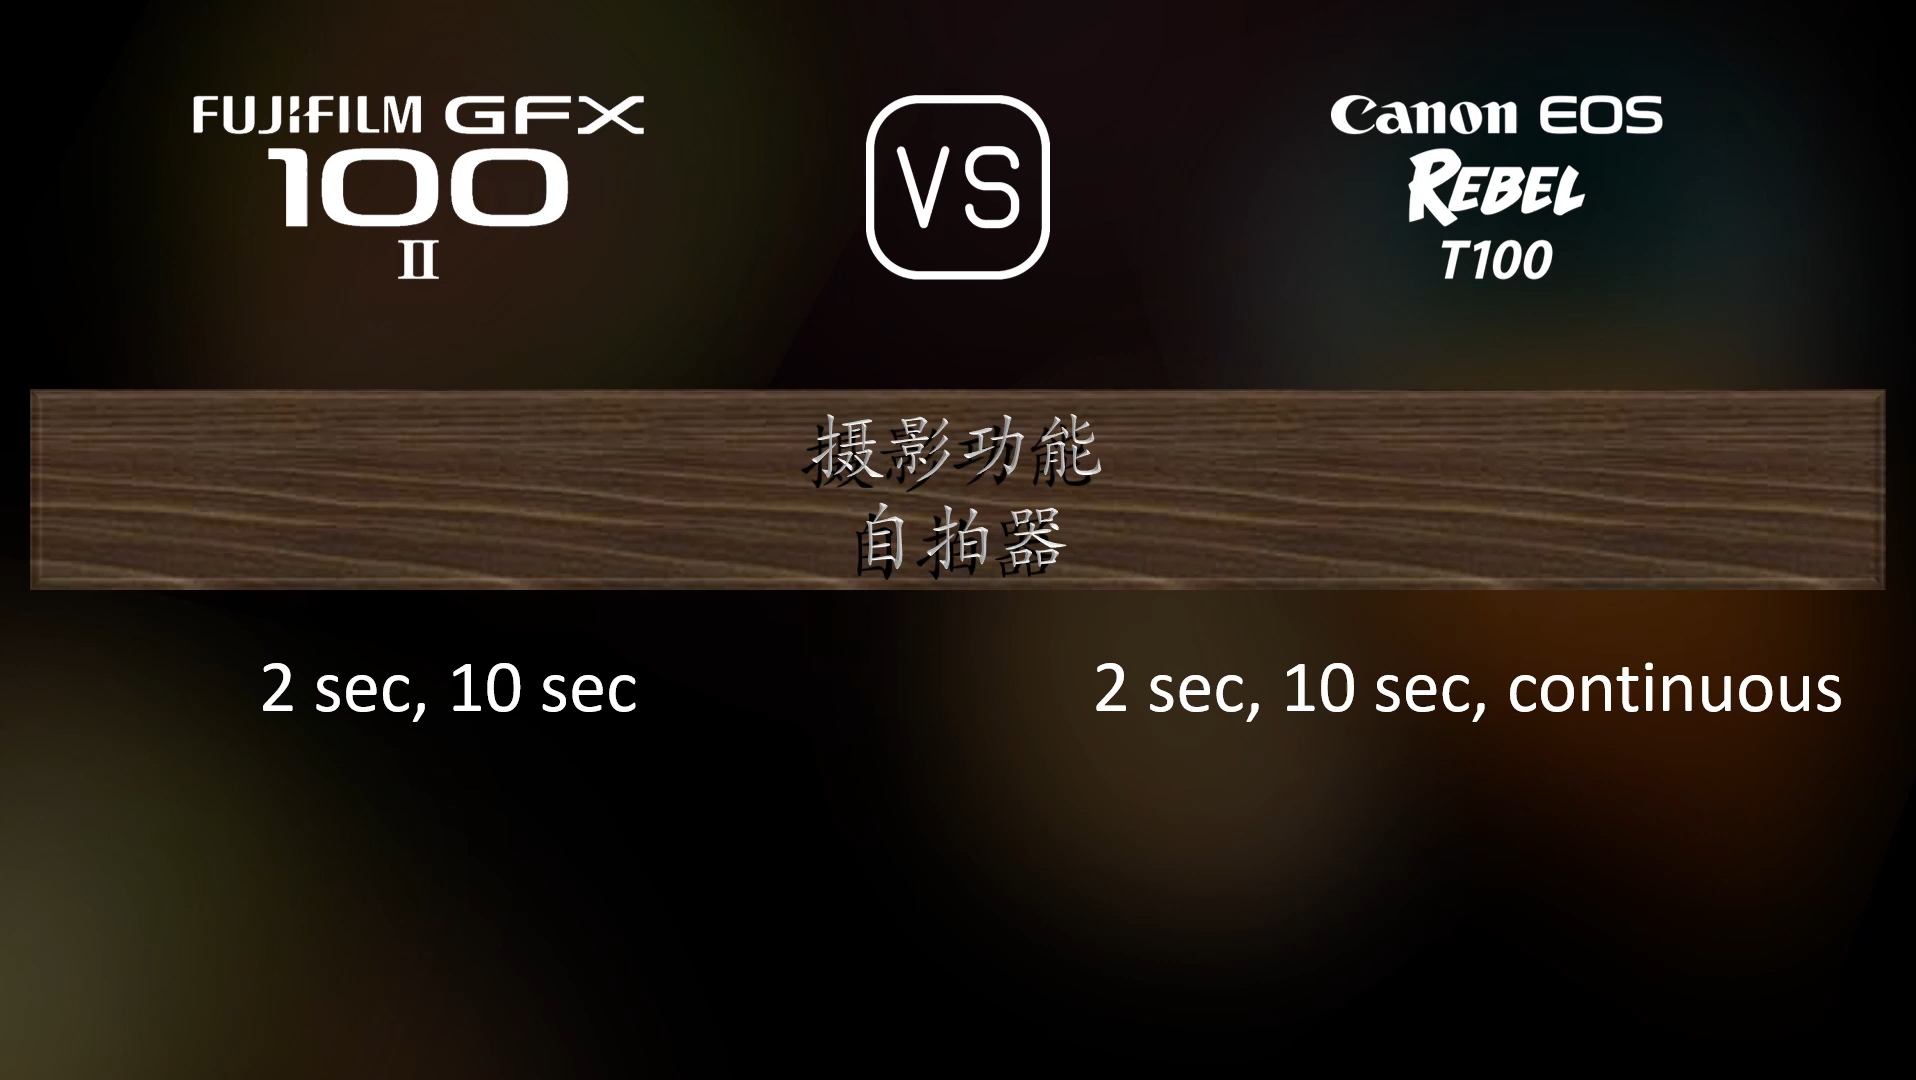 FUJIFILM GFX
100
II
VS
Canon EOS
REBEL
T100
摄影功能
自拍器
2 sec, 10 sec
2 sec, 10 sec, continuous